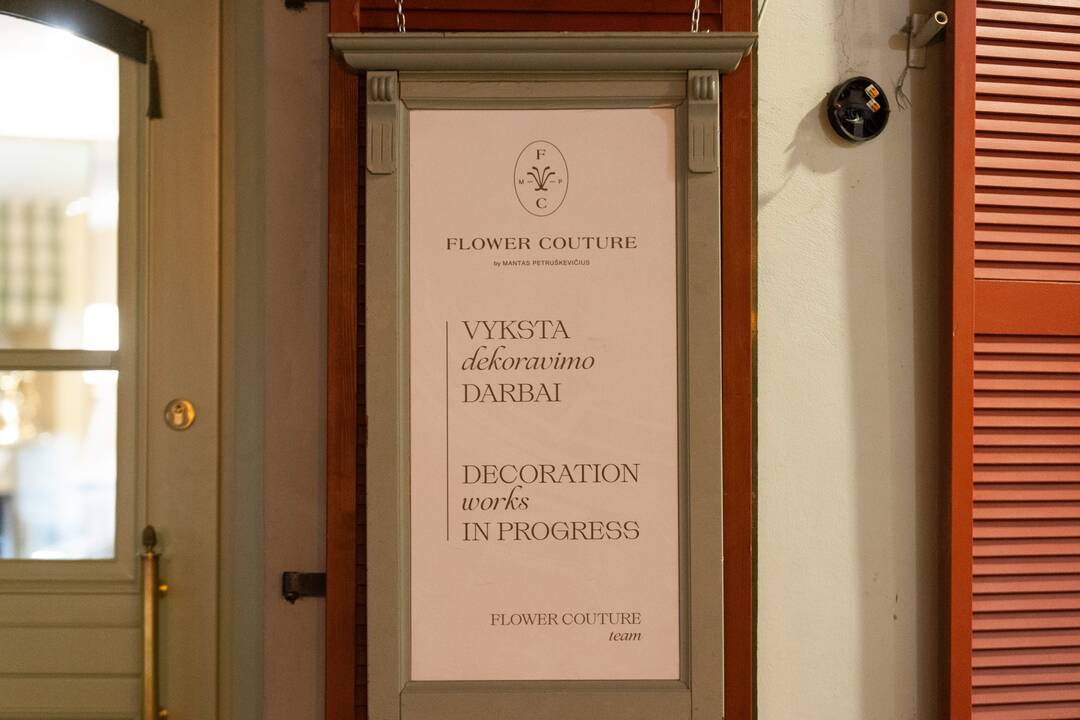 F
M P
C
FLOWER COUTURE
by MANTAS PETRUŠKEVIČIUS
VYKSTA
dekoravimo
DARBAI
DECORATION
works
IN PROGRESS
FLOWER COUTURE
team